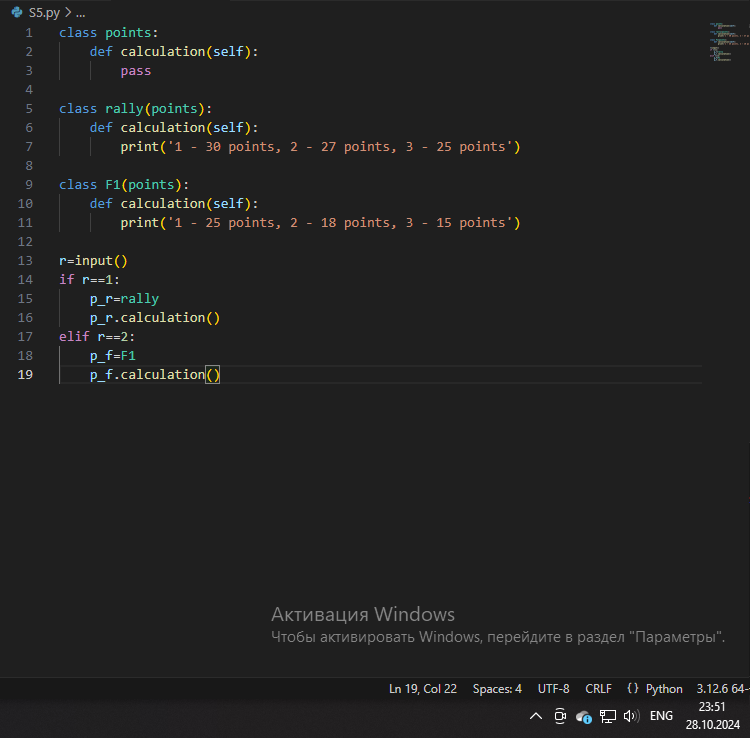 S5.py > ...
1 class points:
2     def calculation(self):
3         pass
4
5 class rally(points):
6     def calculation(self):
7         print('1 - 30 points, 2 - 27 points, 3 - 25 points')
8
9 class F1(points):
10     def calculation(self):
11         print('1 - 25 points, 2 - 18 points, 3 - 15 points')
12
13 r=input()
14 if r==1:
15     p_r=rally
16     p_r.calculation()
17 elif r==2:
18     p_f=F1
19     p_f.calculation()
Активация Windows
Чтобы активировать Windows, перейдите в раздел "Параметры".
Ln 19, Col 22 Spaces: 4 UTF-8 CRLF {} Python 3.12.6 64-
ENG
23:51
28.10.2024